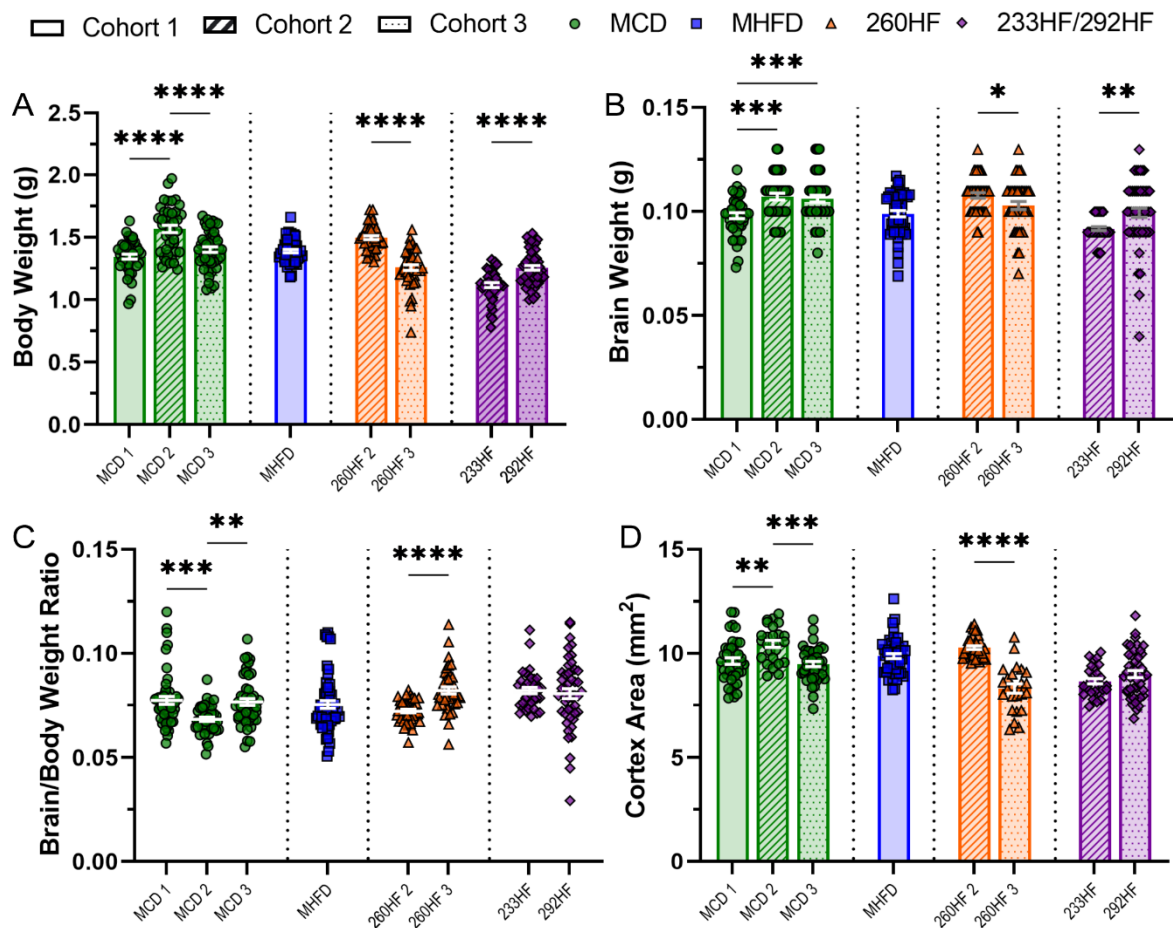 Cohort 1 Cohort 2 Cohort 3 MCD MHFD 260HF 233HF/292HF
A
Body Weight (g)
2.5
2.0
1.5
1.0
0.5
0.0
**** **** **** ****
MCD 1 MCD 2 MCD 3 MHFD 260HF 2 260HF 3 233HF 292HF
B
Brain Weight (g)
0.15
0.10
0.05
0.00
*** *** * **
MCD 1 MCD 2 MCD 3 MHFD 260HF 2 260HF 3 233HF 292HF
C
Brain/Body Weight Ratio
0.15
0.10
0.05
0.00
*** ** ****
MCD 1 MCD 2 MCD 3 MHFD 260HF 2 260HF 3 233HF 292HF
D
Cortex Area (mm²)
15
10
5
0
** *** ****
MCD 1 MCD 2 MCD 3 MHFD 260HF 2 260HF 3 233HF 292HF